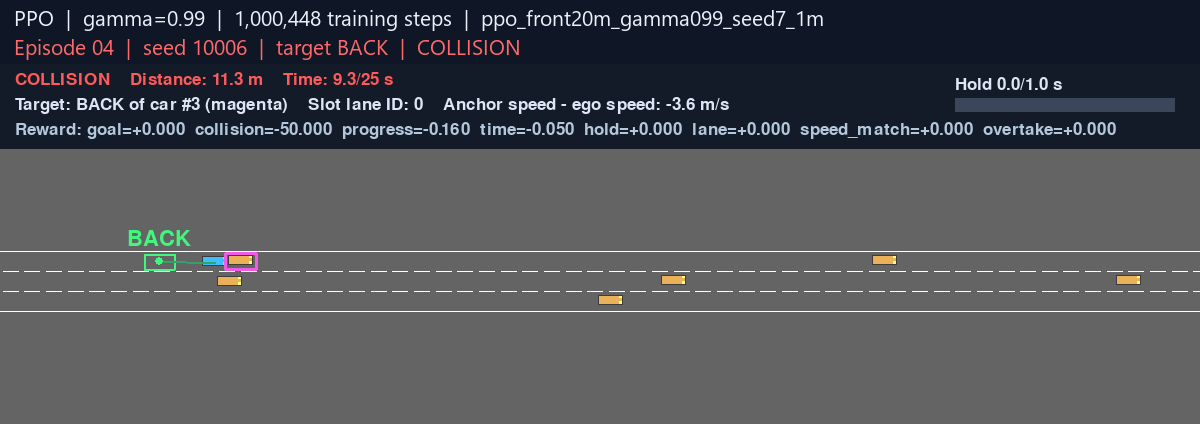 PPO | gamma=0.99 | 1,000,448 training steps | ppo_front20m_gamma099_seed7_1m
Episode 04 | seed 10006 | target BACK | COLLISION
COLLISION Distance: 11.3 m Time: 9.3/25 s
Hold 0.0/1.0 s
Target: BACK of car #3 (magenta) Slot lane ID: 0 Anchor speed - ego speed: -3.6 m/s
Reward: goal=+0.000 collision=-50.000 progress=-0.160 time=-0.050 hold=+0.000 lane=+0.000 speed_match=+0.000 overtake=+0.000
BACK